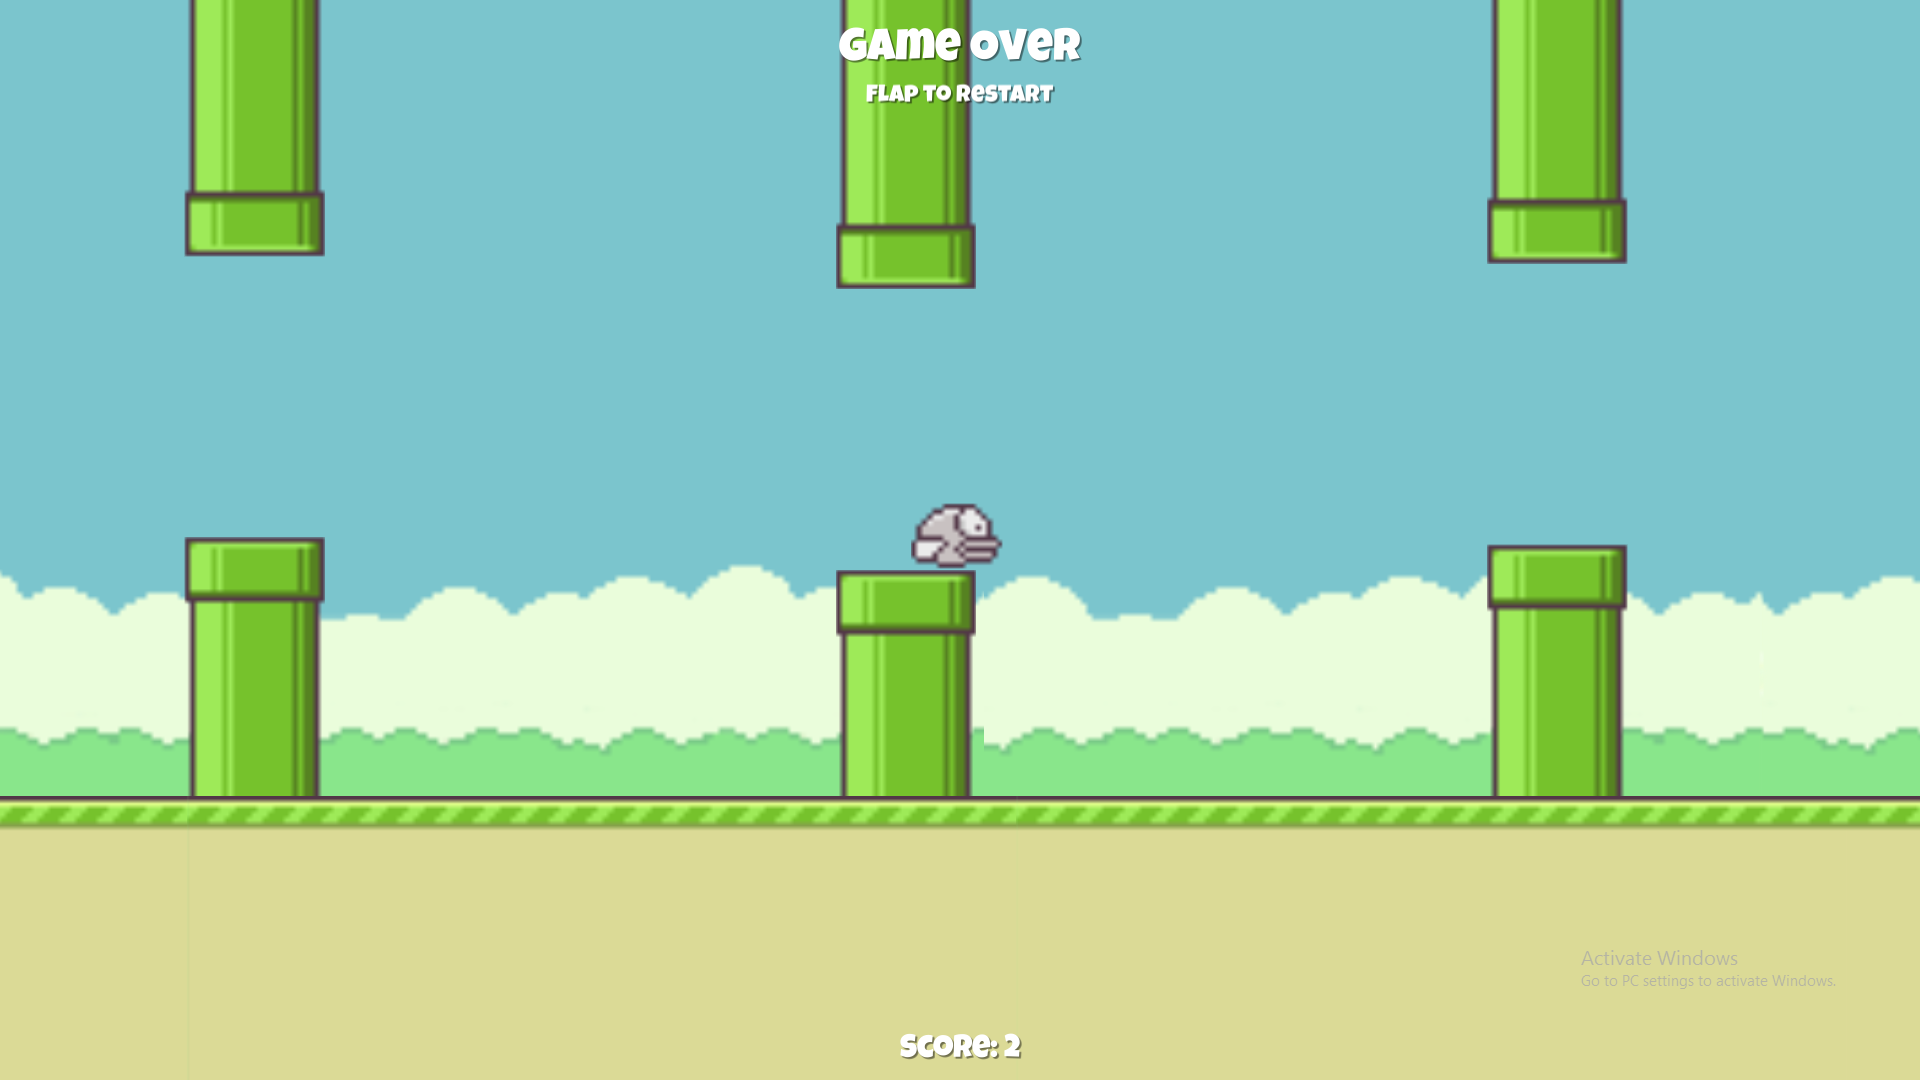 GAME OVER
FLAP TO RESTART
Activate Windows
Go to PC settings to activate Windows.
SCORE: 2